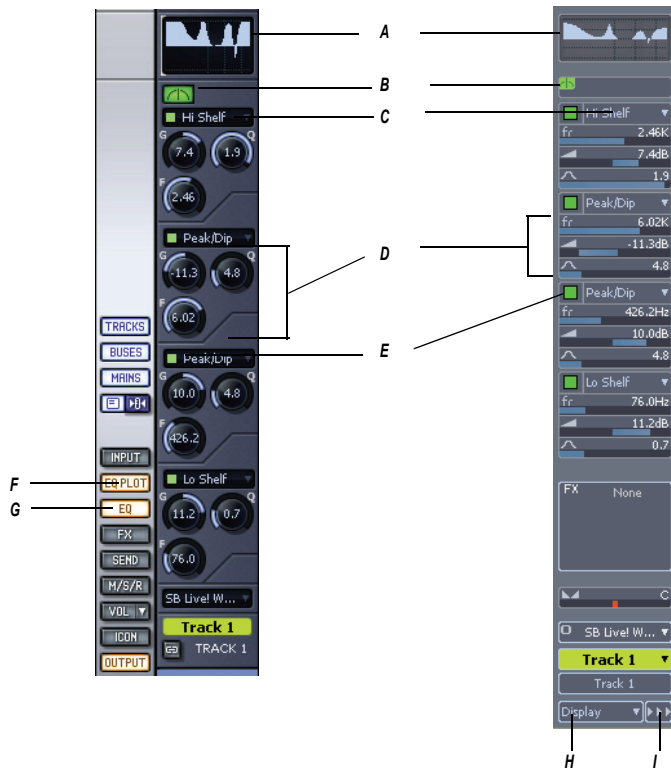 A
B
C
D
E
F
G
H
I
Hi Shelf
G
Q
7.4
1.9
F
2.46
Peak/Dip
G
Q
-11.3
4.8
F
6.02
Peak/Dip
G
Q
10.0
4.8
F
426.2
Lo Shelf
G
Q
11.2
0.7
F
76.0
SB Live! W...
Track 1
TRACK 1
TRACKS
BUSES
MAINS
INPUT
EQ PLOT
EQ
FX
SEND
M/S/R
VOL
ICON
OUTPUT
Hi Shelf
fr 2.46K
7.4dB
1.9
Peak/Dip
fr 6.02K
-11.3dB
4.8
Peak/Dip
fr 426.2Hz
10.0dB
4.8
Lo Shelf
fr 76.0Hz
11.2dB
0.7
FX None
C
O SB Live! W...
Track 1
Track 1
Display